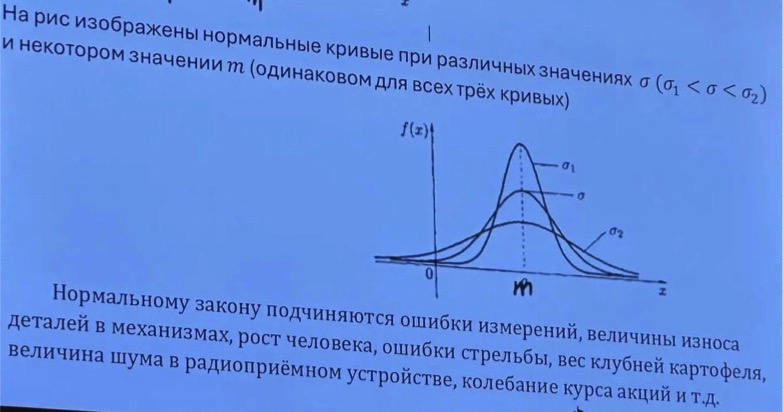 На рис изображены нормальные кривые при различных значениях σ (σ₁ < σ < σ₂)
и некотором значении m (одинаковом для всех трёх кривых)
f(x)
σ₁
σ
σ₂
0
m
x
Нормальному закону подчиняются ошибки измерений, величины износа
деталей в механизмах, рост человека, ошибки стрельбы, вес клубней картофеля,
величина шума в радиоприёмном устройстве, колебание курса акций и т.д.